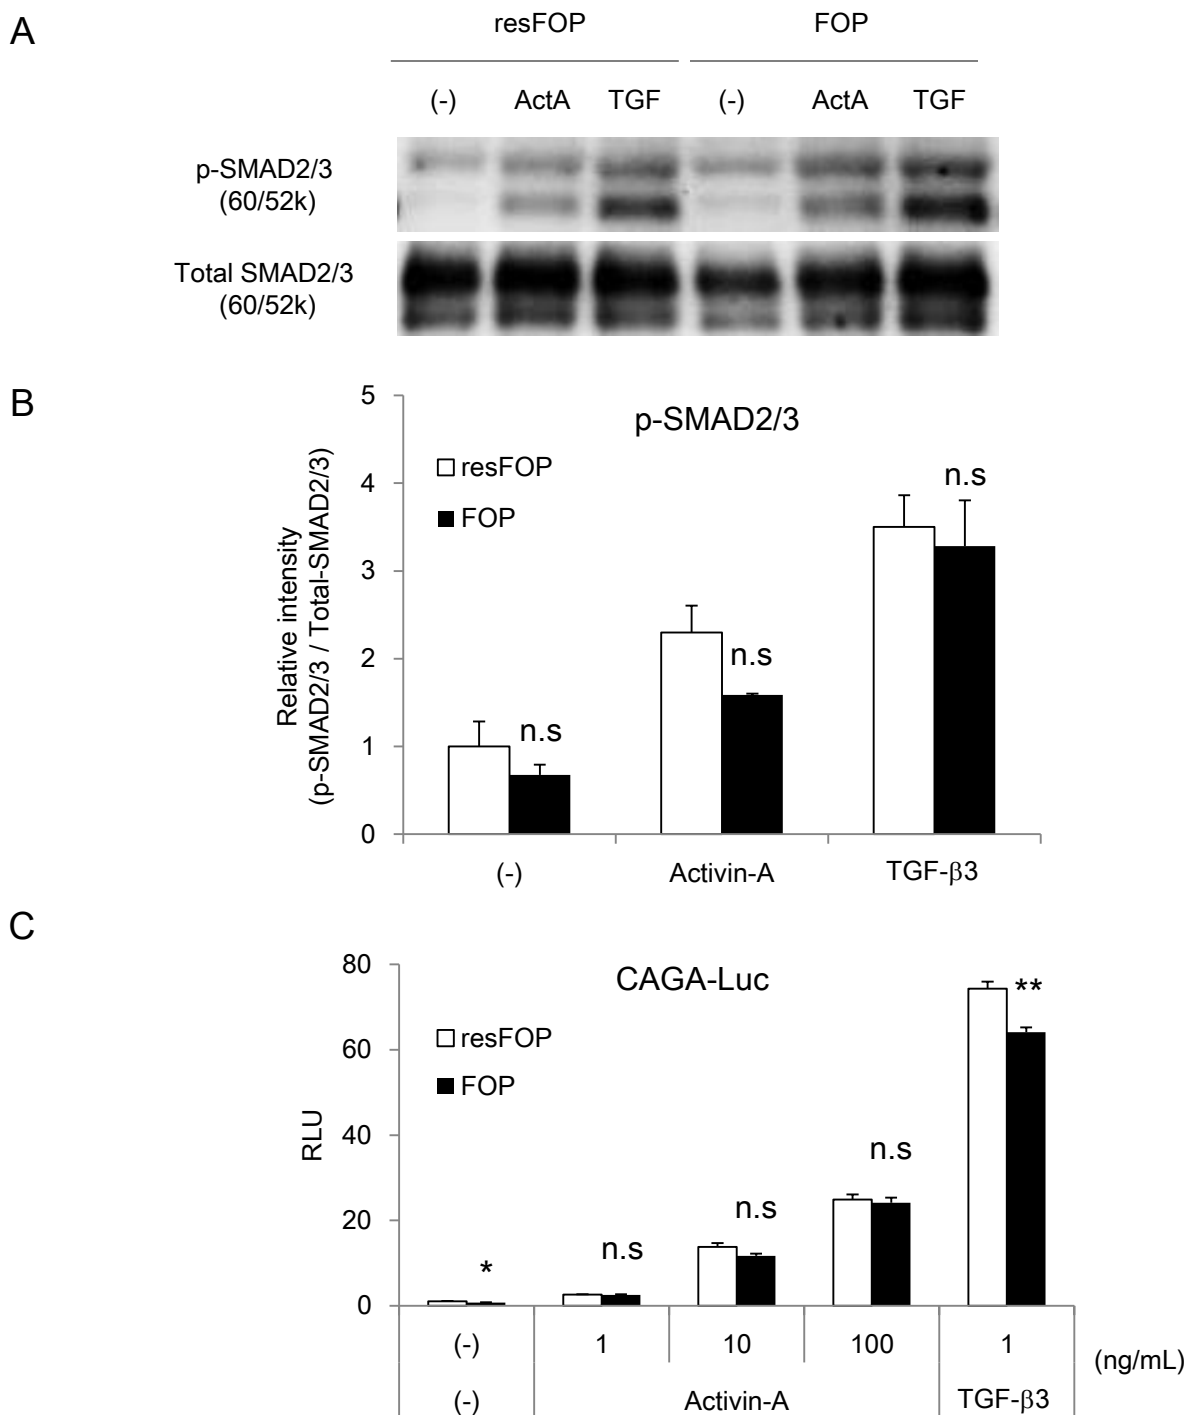 A
resFOP FOP
(-) ActA TGF (-) ActA TGF
p-SMAD2/3
(60/52k)
Total SMAD2/3
(60/52k)
B
p-SMAD2/3
resFOP
FOP
Relative intensity
(p-SMAD2/3 / Total-SMAD2/3)
5
4
3
2
1
0
n.s
n.s
n.s
(-) Activin-A TGF-β3
C
CAGA-Luc
resFOP
FOP
RLU
80
60
40
20
0
*
n.s
n.s
n.s
**
(-) 1 10 100 1 (ng/mL)
(-) Activin-A TGF-β3